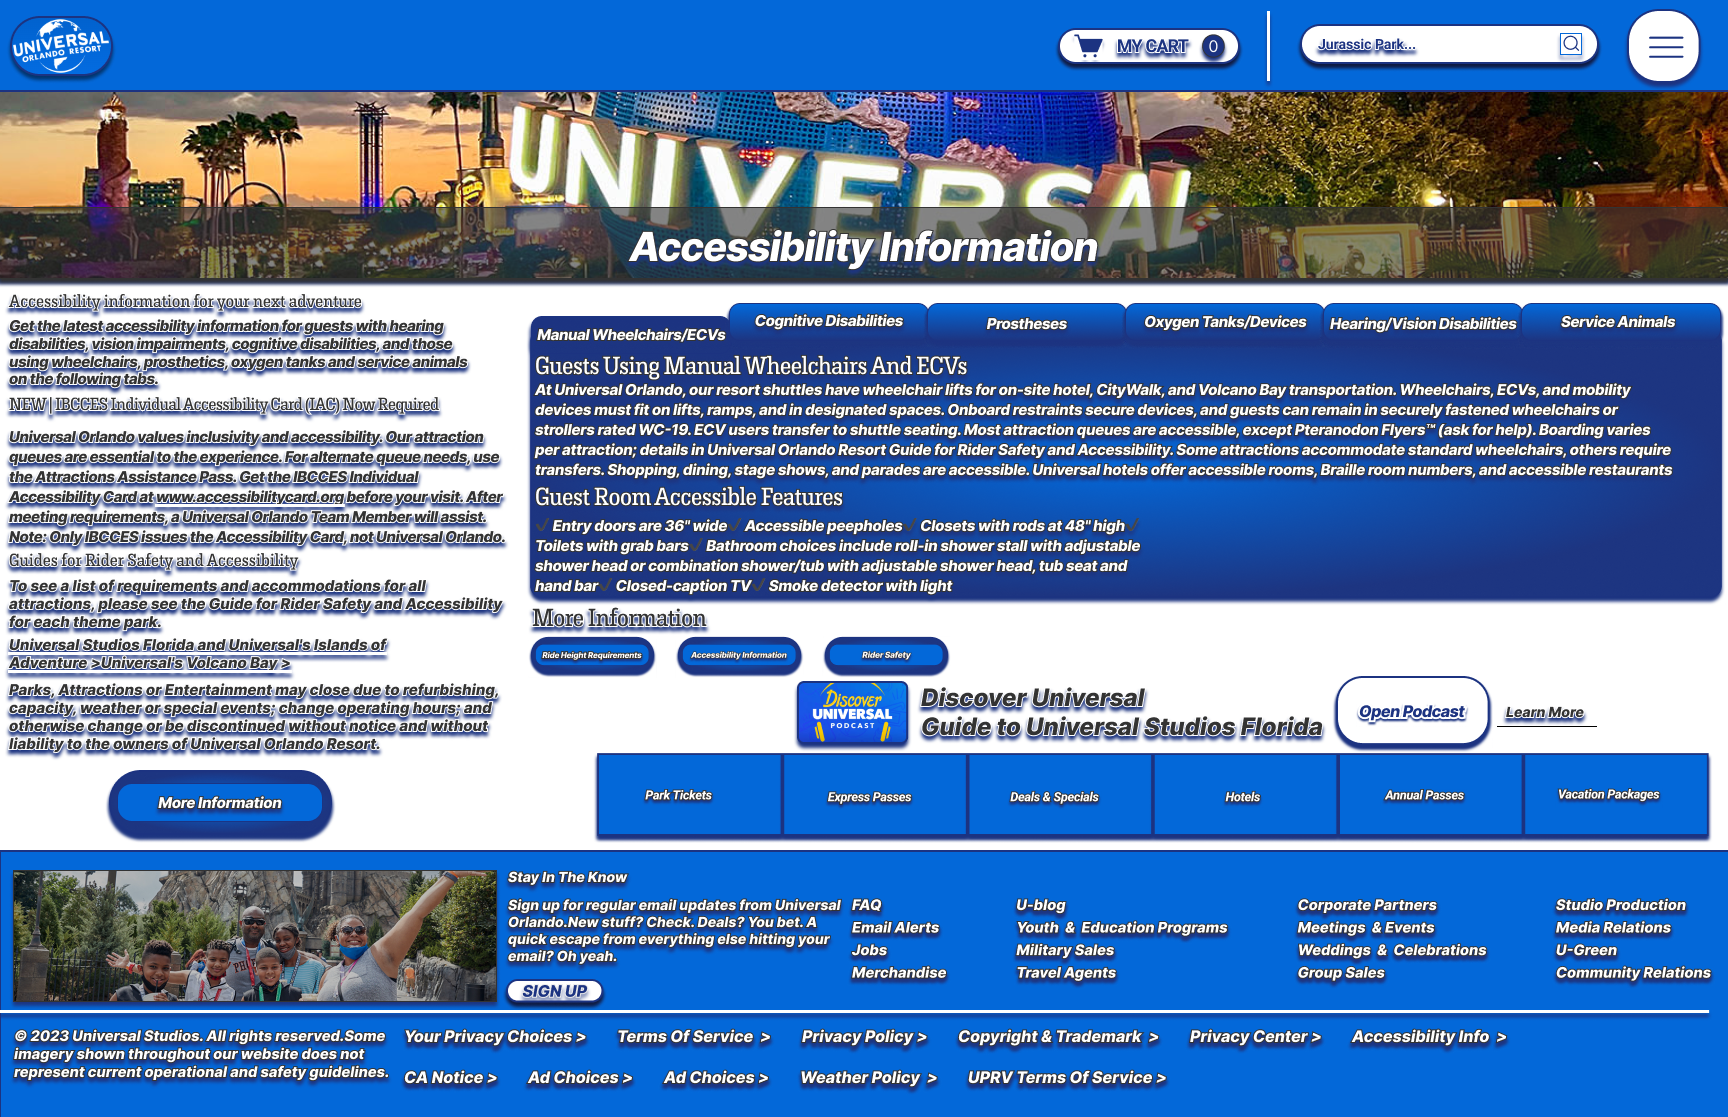 UNIVERSAL
ORLANDO RESORT
MY CART 0
Jurassic Park...
UNIVERSAL
Accessibility Information
Accessibility information for your next adventure
Get the latest accessibility information for guests with hearing
disabilities, vision impairments, cognitive disabilities, and those
using wheelchairs, prosthetics, oxygen tanks and service animals
on the following tabs.
NEW | IBCCES Individual Accessibility Card (IAC) Now Required
Universal Orlando values inclusivity and accessibility. Our attraction
queues are essential to the experience. For alternate queue needs, use
the Attractions Assistance Pass. Get the IBCCES Individual
Accessibility Card at www.accessibilitycard.org before your visit. After
meeting requirements, a Universal Orlando Team Member will assist.
Note: Only IBCCES issues the Accessibility Card, not Universal Orlando.
Guides for Rider Safety and Accessibility
To see a list of requirements and accommodations for all
attractions, please see the Guide for Rider Safety and Accessibility
for each theme park.
Universal Studios Florida and Universal's Islands of
Adventure >Universal's Volcano Bay >
Parks, Attractions or Entertainment may close due to refurbishing,
capacity, weather or special events; change operating hours; and
otherwise change or be discontinued without notice and without
liability to the owners of Universal Orlando Resort.
More Information
Manual Wheelchairs/ECVs
Cognitive Disabilities
Prostheses
Oxygen Tanks/Devices
Hearing/Vision Disabilities
Service Animals
Guests Using Manual Wheelchairs And ECVs
At Universal Orlando, our resort shuttles have wheelchair lifts for on-site hotel, CityWalk, and Volcano Bay transportation. Wheelchairs, ECVs, and mobility
devices must fit on lifts, ramps, and in designated spaces. Onboard restraints secure devices, and guests can remain in securely fastened wheelchairs or
strollers rated WC-19. ECV users transfer to shuttle seating. Most attraction queues are accessible, except Pteranodon Flyers™ (ask for help). Boarding varies
per attraction; details in Universal Orlando Resort Guide for Rider Safety and Accessibility. Some attractions accommodate standard wheelchairs, others require
transfers. Shopping, dining, stage shows, and parades are accessible. Universal hotels offer accessible rooms, Braille room numbers, and accessible restaurants
Guest Room Accessible Features
✓ Entry doors are 36" wide✓ Accessible peepholes✓ Closets with rods at 48" high✓
Toilets with grab bars✓ Bathroom choices include roll-in shower stall with adjustable
shower head or combination shower/tub with adjustable shower head, tub seat and
hand bar✓ Closed-caption TV✓ Smoke detector with light
More Information
Ride Height Requirements
Accessibility Information
Rider Safety
Discover
UNIVERSAL
PODCAST
Discover Universal
Guide to Universal Studios Florida
Open Podcast
Learn More
Park Tickets
Express Passes
Deals & Specials
Hotels
Annual Passes
Vacation Packages
Stay In The Know
Sign up for regular email updates from Universal
Orlando.New stuff? Check. Deals? You bet. A
quick escape from everything else hitting your
email? Oh yeah.
SIGN UP
FAQ
Email Alerts
Jobs
Merchandise
U-blog
Youth & Education Programs
Military Sales
Travel Agents
Corporate Partners
Meetings & Events
Weddings & Celebrations
Group Sales
Studio Production
Media Relations
U-Green
Community Relations
© 2023 Universal Studios. All rights reserved.Some
imagery shown throughout our website does not
represent current operational and safety guidelines.
Your Privacy Choices >
Terms Of Service >
Privacy Policy >
Copyright & Trademark >
Privacy Center >
Accessibility Info >
CA Notice >
Ad Choices >
Ad Choices >
Weather Policy >
UPRV Terms Of Service >